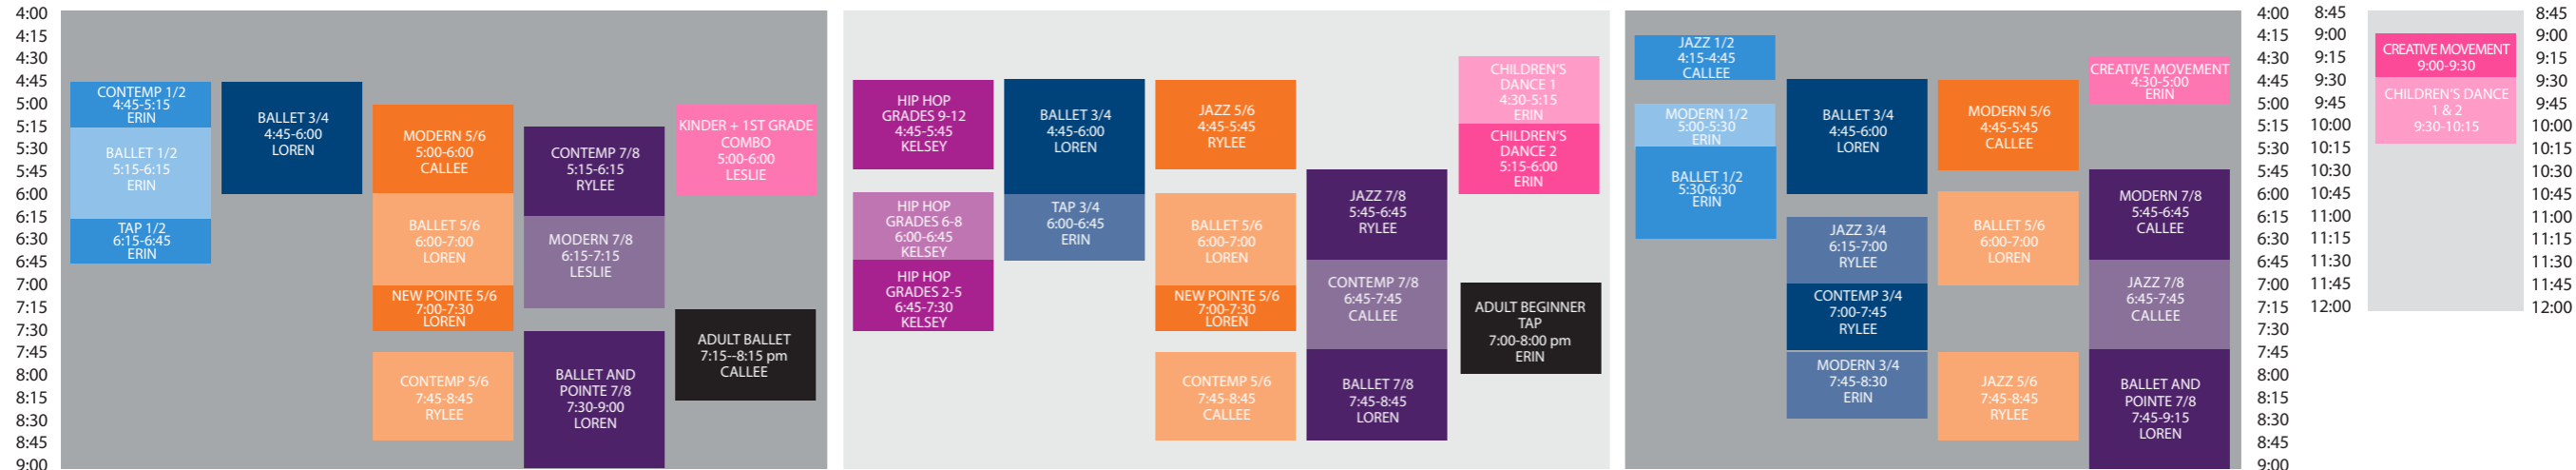 4:00
4:15
4:30
4:45
5:00
5:15
5:30
5:45
6:00
6:15
6:30
6:45
7:00
7:15
7:30
7:45
8:00
8:15
8:30
8:45
9:00
CONTEMP 1/2
4:45-5:15
ERIN
BALLET 1/2
5:15-6:15
ERIN
TAP 1/2
6:15-6:45
ERIN
BALLET 3/4
4:45-6:00
LOREN
MODERN 5/6
5:00-6:00
CALLEE
BALLET 5/6
6:00-7:00
LOREN
NEW POINTE 5/6
7:00-7:30
LOREN
CONTEMP 5/6
7:45-8:45
RYLEE
CONTEMP 7/8
5:15-6:15
RYLEE
MODERN 7/8
6:15-7:15
LESLIE
BALLET AND
POINTE 7/8
7:30-9:00
LOREN
KINDER + 1ST GRADE
COMBO
5:00-6:00
LESLIE
ADULT BALLET
7:15--8:15 pm
CALLEE
HIP HOP
GRADES 9-12
4:45-5:45
KELSEY
HIP HOP
GRADES 6-8
6:00-6:45
KELSEY
HIP HOP
GRADES 2-5
6:45-7:30
KELSEY
BALLET 3/4
4:45-6:00
LOREN
TAP 3/4
6:00-6:45
ERIN
JAZZ 5/6
4:45-5:45
RYLEE
BALLET 5/6
6:00-7:00
LOREN
NEW POINTE 5/6
7:00-7:30
LOREN
CONTEMP 5/6
7:45-8:45
CALLEE
JAZZ 7/8
5:45-6:45
RYLEE
CONTEMP 7/8
6:45-7:45
CALLEE
BALLET 7/8
7:45-8:45
LOREN
CHILDREN'S
DANCE 1
4:30-5:15
ERIN
CHILDREN'S
DANCE 2
5:15-6:00
ERIN
ADULT BEGINNER
TAP
7:00-8:00 pm
ERIN
JAZZ 1/2
4:15-4:45
CALLEE
MODERN 1/2
5:00-5:30
ERIN
BALLET 1/2
5:30-6:30
ERIN
BALLET 3/4
4:45-6:00
LOREN
JAZZ 3/4
6:15-7:00
RYLEE
CONTEMP 3/4
7:00-7:45
RYLEE
MODERN 3/4
7:45-8:30
ERIN
MODERN 5/6
4:45-5:45
CALLEE
BALLET 5/6
6:00-7:00
LOREN
JAZZ 5/6
7:45-8:45
RYLEE
CREATIVE MOVEMENT
4:30-5:00
ERIN
MODERN 7/8
5:45-6:45
CALLEE
JAZZ 7/8
6:45-7:45
CALLEE
BALLET AND
POINTE 7/8
7:45-9:15
LOREN
4:00
4:15
4:30
4:45
5:00
5:15
5:30
5:45
6:00
6:15
6:30
6:45
7:00
7:15
7:30
7:45
8:00
8:15
8:30
8:45
9:00
8:45
9:00
9:15
9:30
9:45
10:00
10:15
10:30
10:45
11:00
11:15
11:30
11:45
12:00
CREATIVE MOVEMENT
9:00-9:30
CHILDREN'S DANCE
1 & 2
9:30-10:15
8:45
9:00
9:15
9:30
9:45
10:00
10:15
10:30
10:45
11:00
11:15
11:30
11:45
12:00